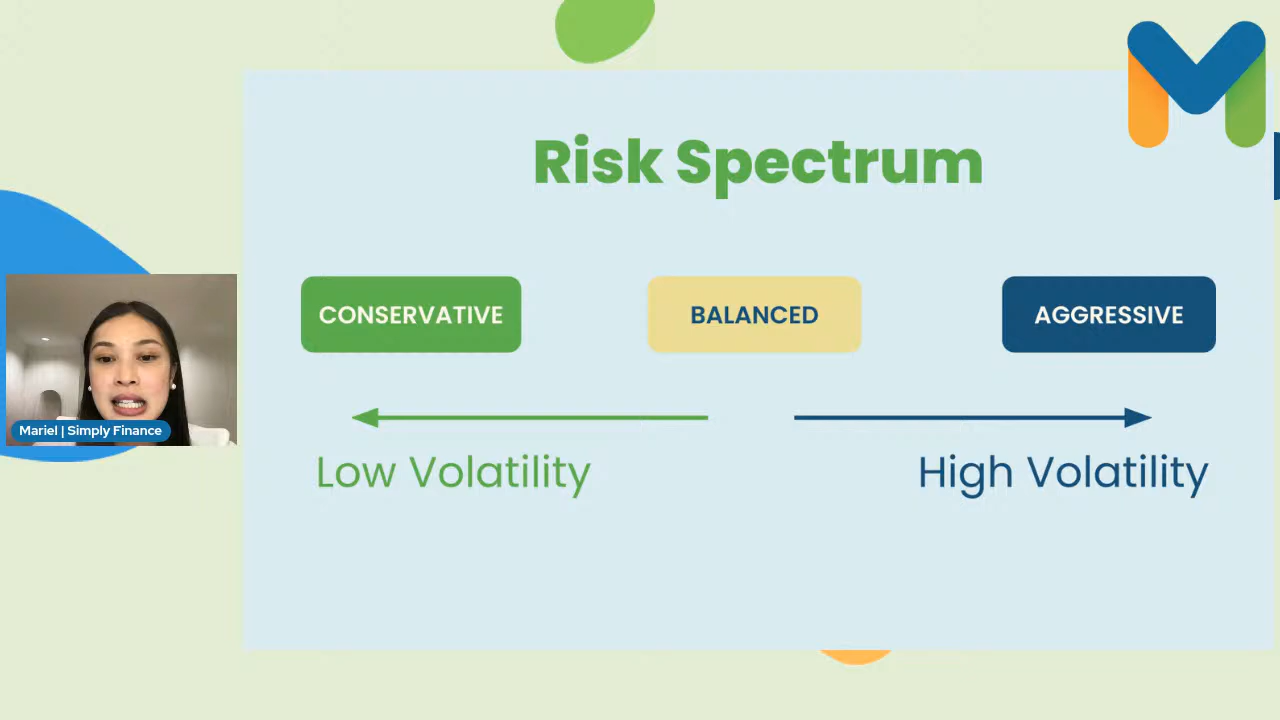 Risk Spectrum
CONSERVATIVE
BALANCED
AGGRESSIVE
Low Volatility
High Volatility
Mariel | Simply Finance